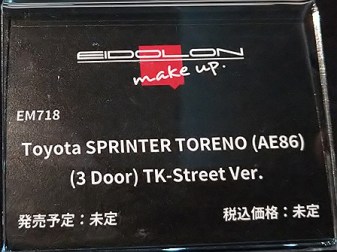 EIDOLON
make up.
EM718
Toyota SPRINTER TORENO (AE86)
(3 Door) TK-Street Ver.
発売予定：未定 税込価格：未定